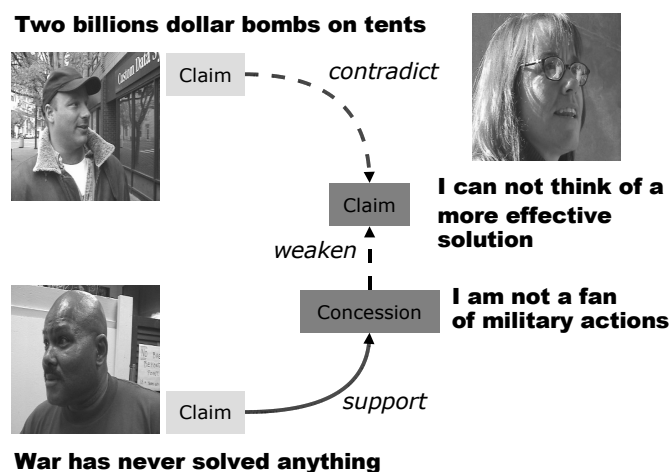 Two billions dollar bombs on tents
Claim
contradict
Claim
I can not think of a
more effective
solution
weaken
Concession
I am not a fan
of military actions
Claim
support
War has never solved anything